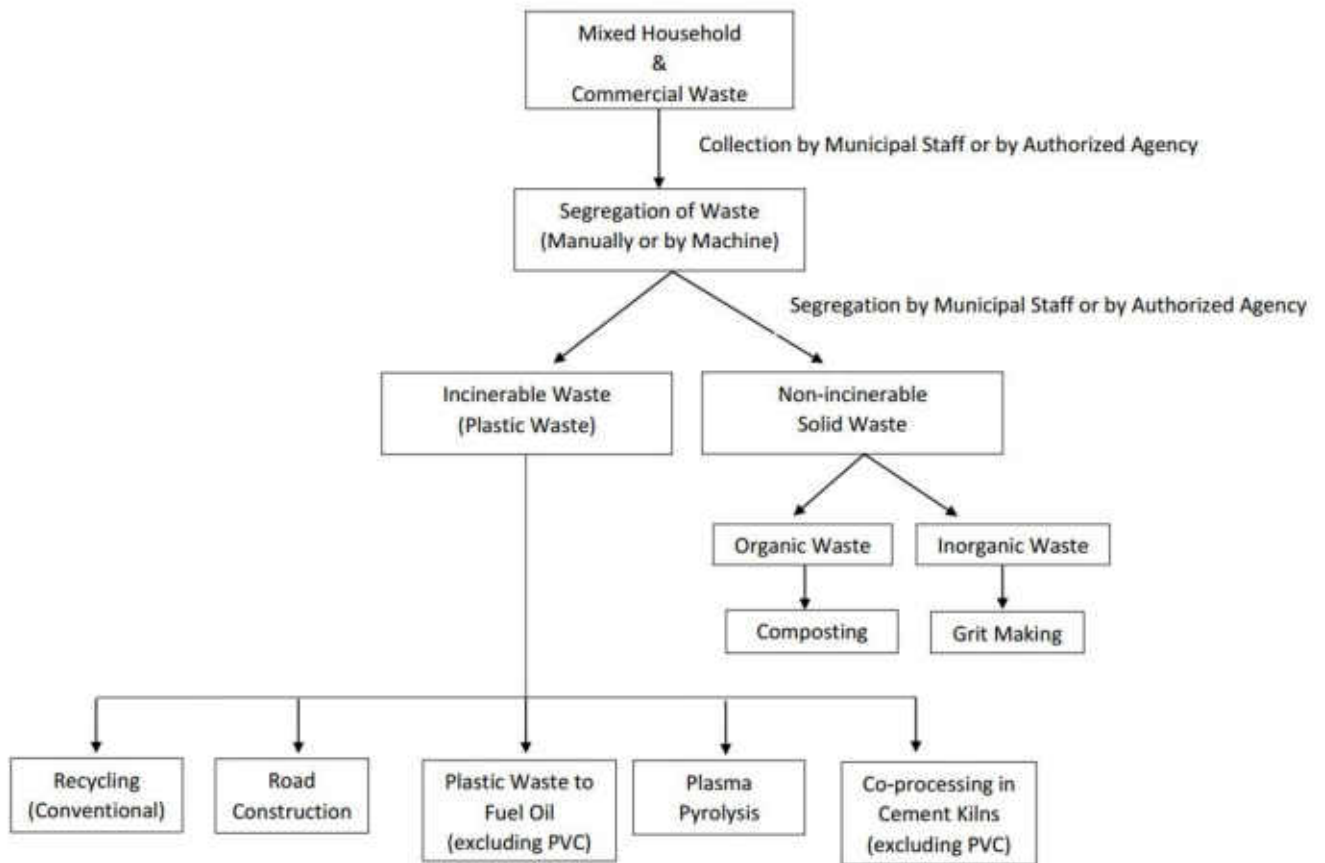 Mixed Household
&
Commercial Waste
Collection by Municipal Staff or by Authorized Agency
Segregation of Waste
(Manually or by Machine)
Segregation by Municipal Staff or by Authorized Agency
Incinerable Waste
(Plastic Waste)
Non-incinerable
Solid Waste
Organic Waste
Inorganic Waste
Composting
Grit Making
Recycling
(Conventional)
Road
Construction
Plastic Waste to
Fuel Oil
(excluding PVC)
Plasma
Pyrolysis
Co-processing in
Cement Kilns
(excluding PVC)